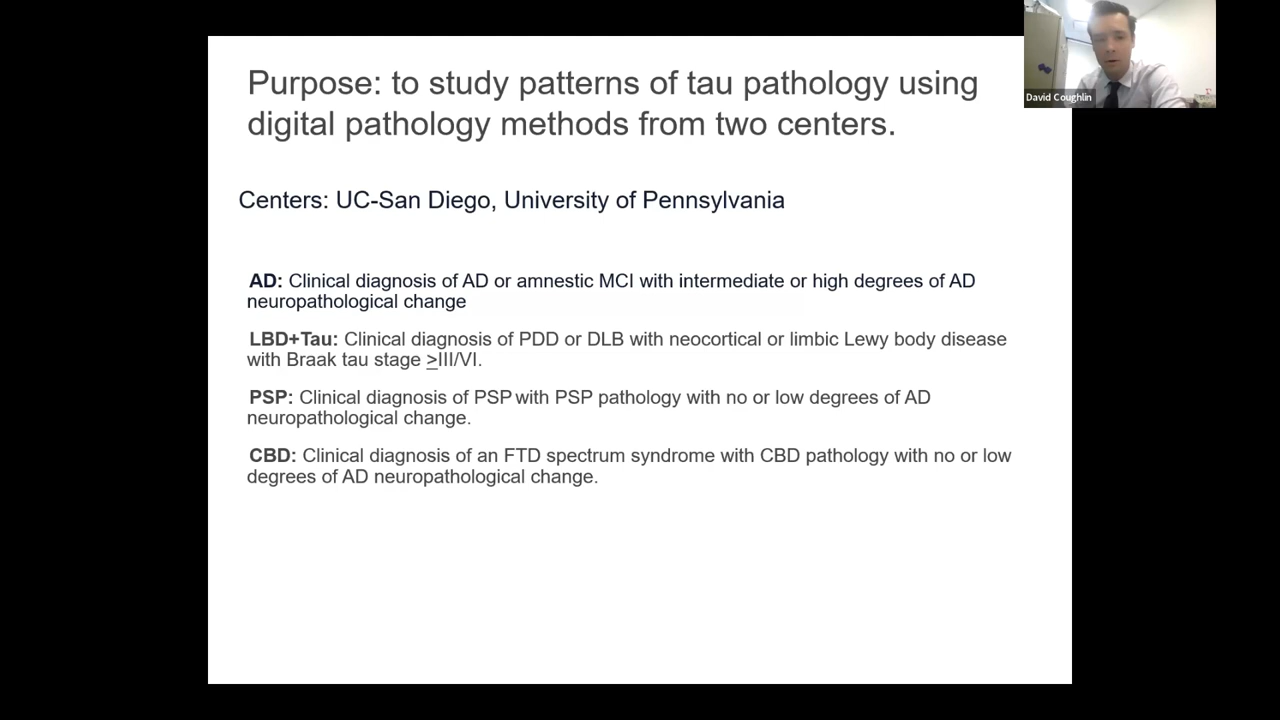 Purpose: to study patterns of tau pathology using
digital pathology methods from two centers.
David Coughlin
Centers: UC-San Diego, University of Pennsylvania
AD: Clinical diagnosis of AD or amnestic MCI with intermediate or high degrees of AD
neuropathological change
LBD+Tau: Clinical diagnosis of PDD or DLB with neocortical or limbic Lewy body disease
with Braak tau stage >III/VI.
PSP: Clinical diagnosis of PSP with PSP pathology with no or low degrees of AD
neuropathological change.
CBD: Clinical diagnosis of an FTD spectrum syndrome with CBD pathology with no or low
degrees of AD neuropathological change.